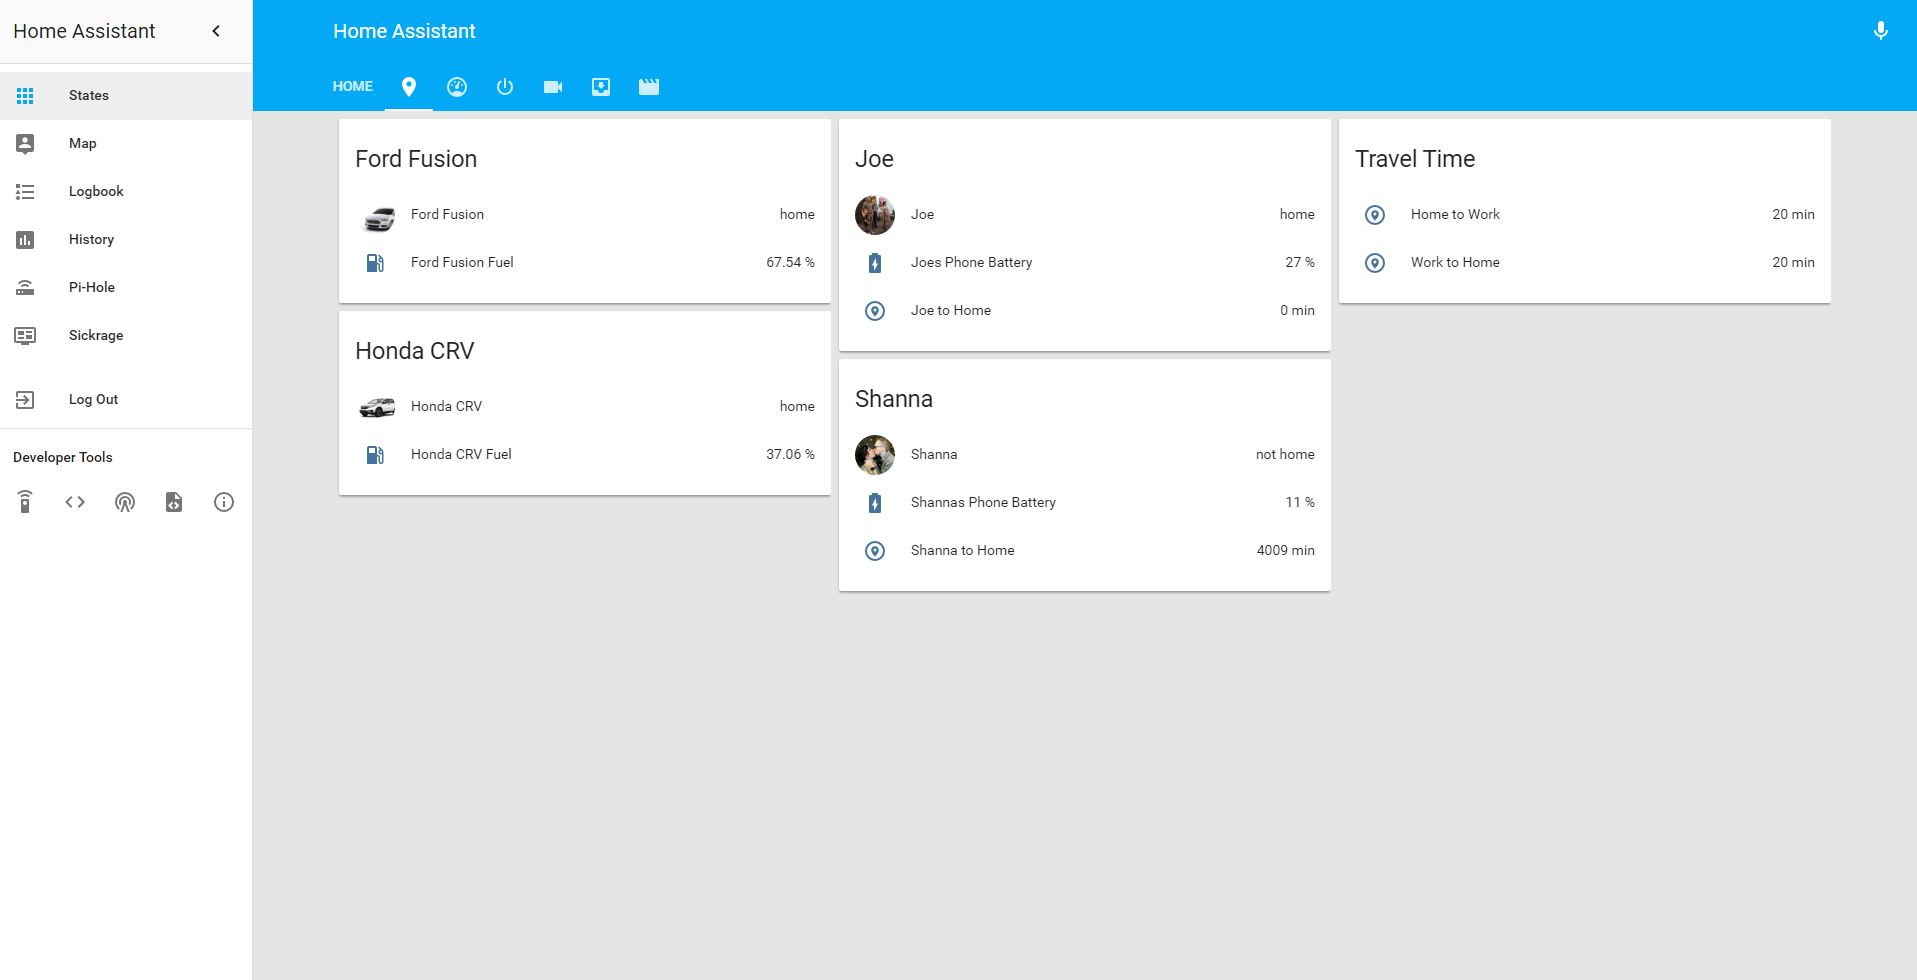 Home Assistant
States
Map
Logbook
History
Pi-Hole
Sickrage
Log Out
Developer Tools
Home Assistant
HOME
Ford Fusion
Ford Fusion home
Ford Fusion Fuel 67.54 %
Honda CRV
Honda CRV home
Honda CRV Fuel 37.06 %
Joe
Joe home
Joes Phone Battery 27 %
Joe to Home 0 min
Shanna
Shanna not home
Shannas Phone Battery 11 %
Shanna to Home 4009 min
Travel Time
Home to Work 20 min
Work to Home 20 min